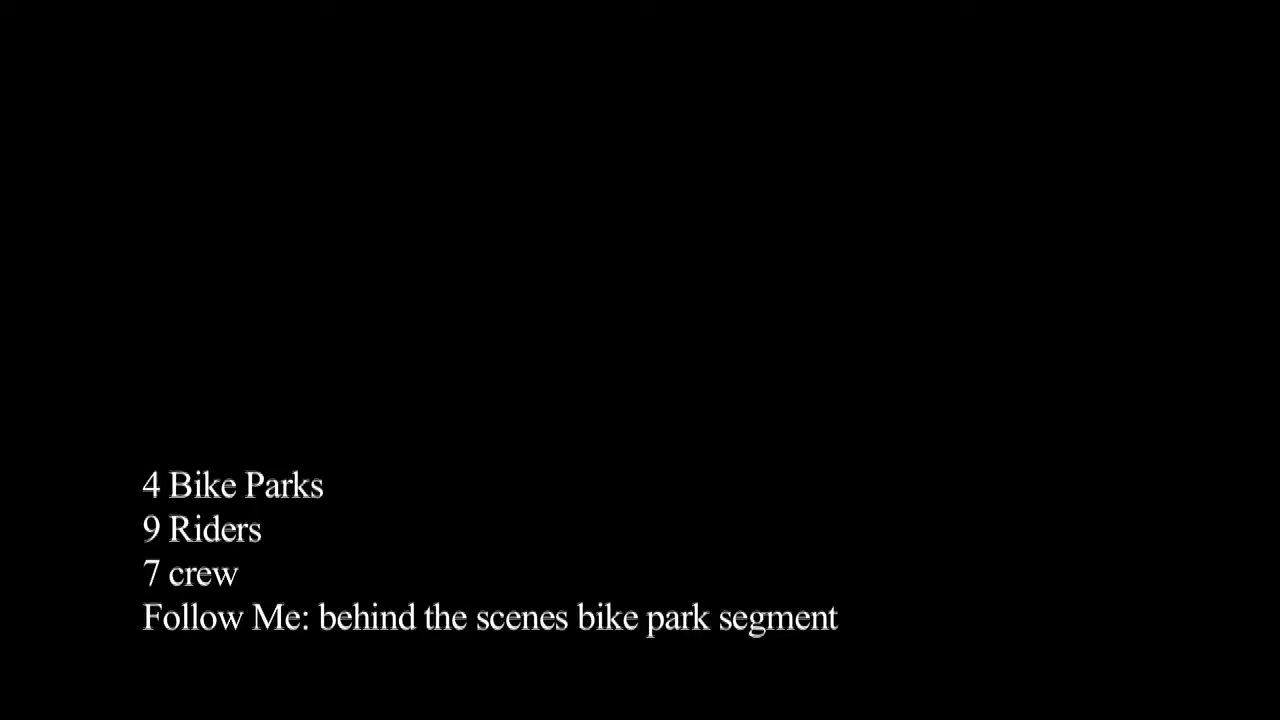 4 Bike Parks
9 Riders
7 crew
Follow Me: behind the scenes bike park segment